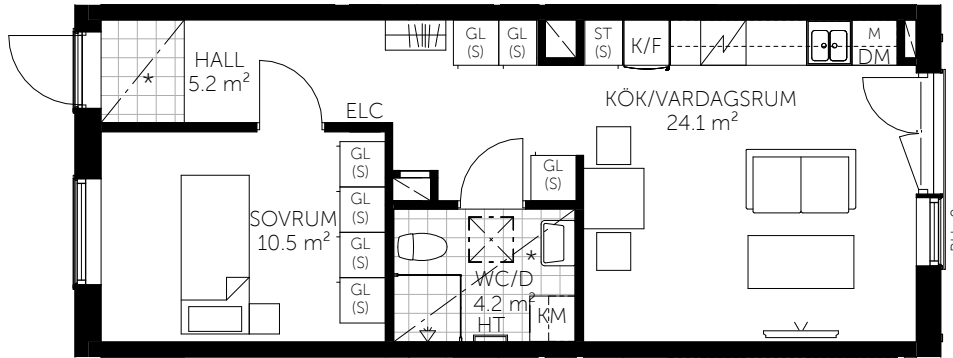 HALL
5.2 m²
GL
(S)
GL
(S)
ST
(S)
K/F
M
DM
KÖK/VARDAGSRUM
24.1 m²
ELC
GL
(S)
GL
(S)
GL
(S)
GL
(S)
GL
(S)
SOVRUM
10.5 m²
*
*
WC/D
4.2 m²
HT
KM